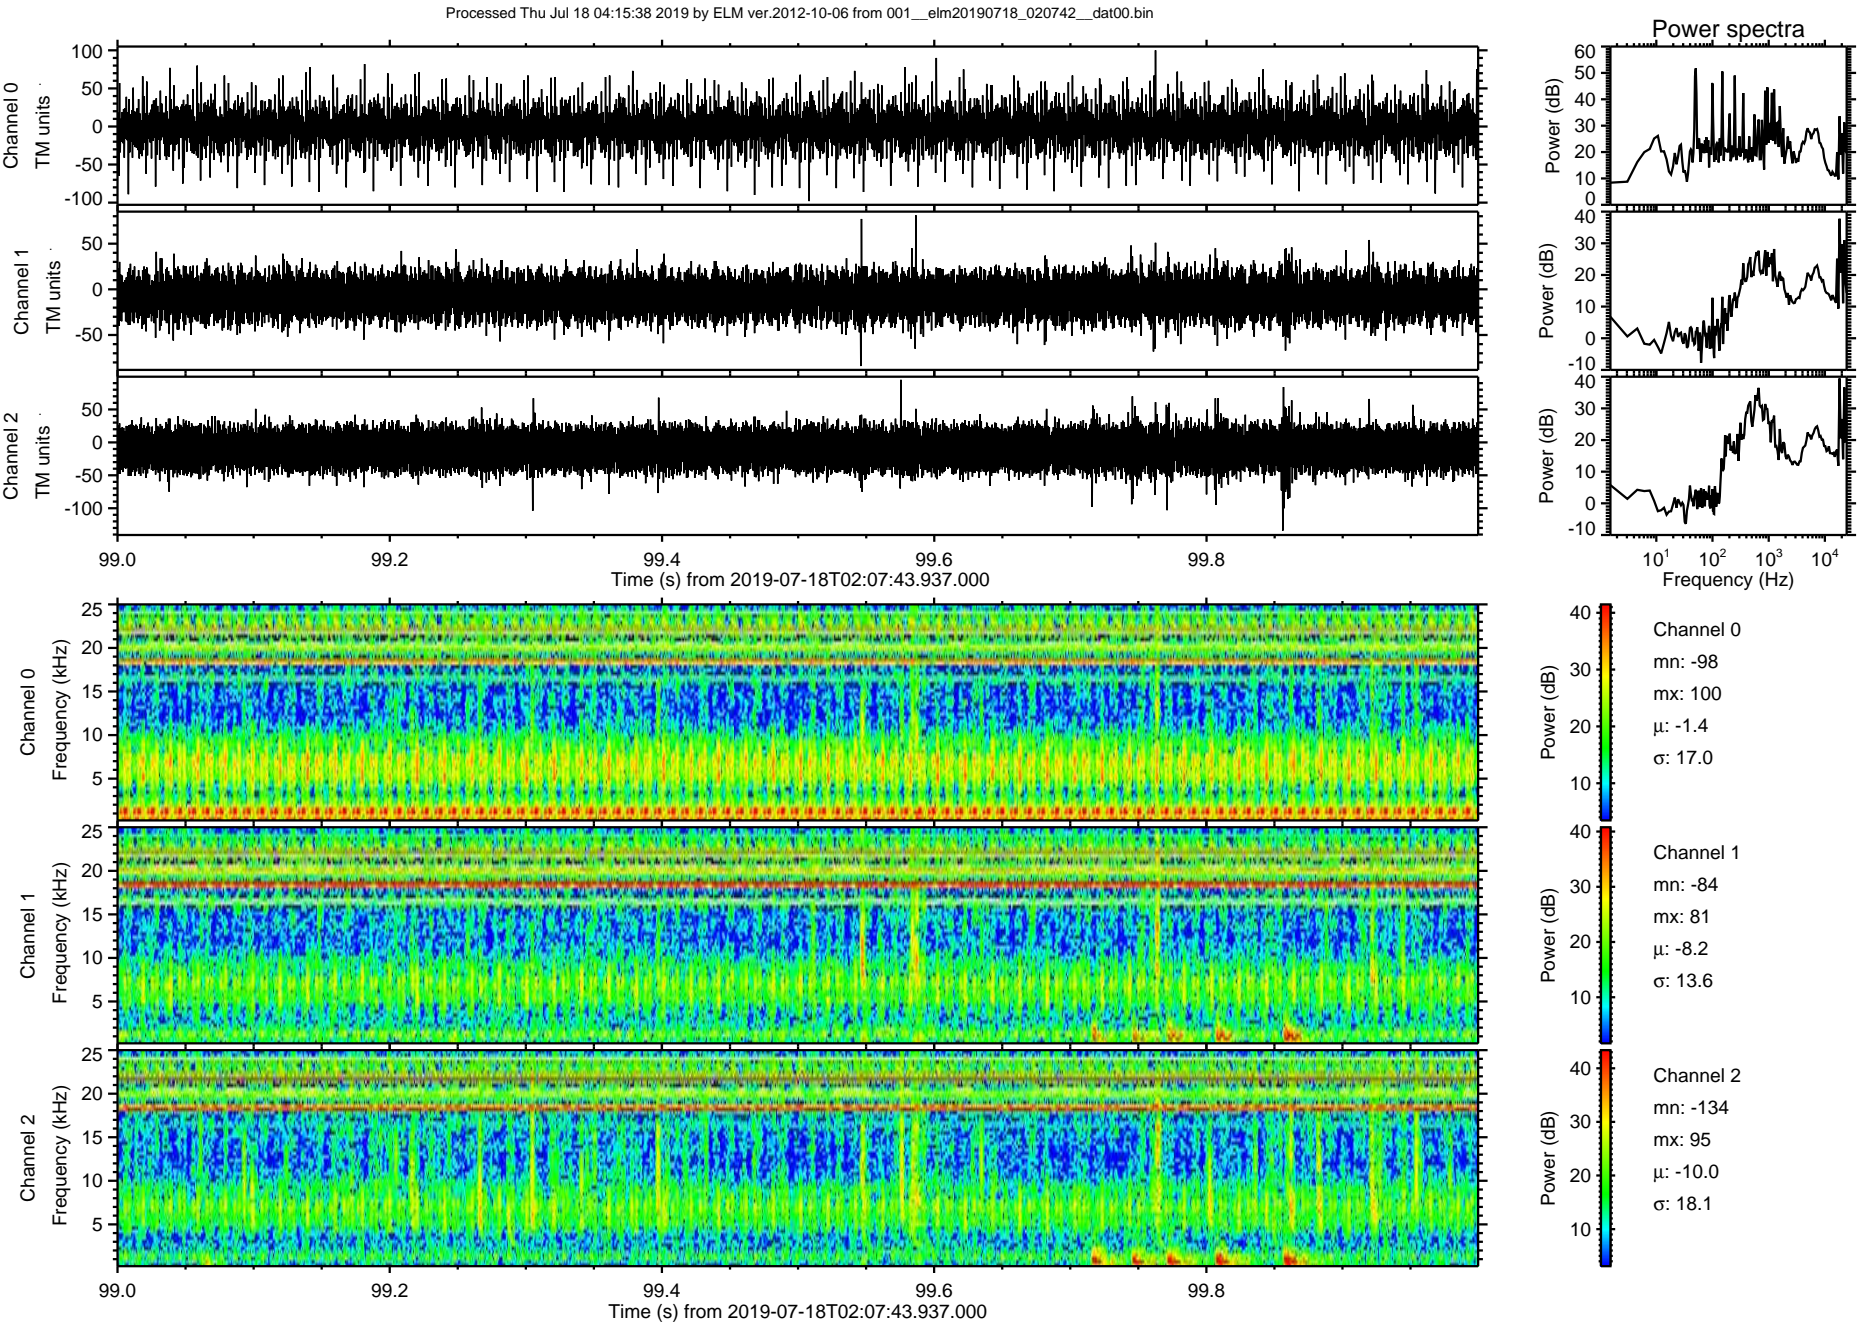 Processed Thu Jul 18 04:15:38 2019 by ELM ver.2012-10-06 from 001__elm20190718_020742__dat00.bin
Power spectra
Channel 0
TM units
100
50
0
-50
-100
Power (dB)
60
50
40
30
20
10
0
Channel 1
TM units
50
0
-50
Power (dB)
40
30
20
10
0
-10
Channel 2
TM units
50
0
-50
-100
Power (dB)
40
30
20
10
0
-10
99.0 99.2 99.4 99.6 99.8
Time (s) from 2019-07-18T02:07:43.937.000
10^1 10^2 10^3 10^4
Frequency (Hz)
Channel 0
Frequency (kHz)
25
20
15
10
5
Power (dB)
40
30
20
10
Channel 0
mn: -98
mx: 100
μ: -1.4
σ: 17.0
Channel 1
Frequency (kHz)
25
20
15
10
5
Power (dB)
40
30
20
10
Channel 1
mn: -84
mx: 81
μ: -8.2
σ: 13.6
Channel 2
Frequency (kHz)
25
20
15
10
5
Power (dB)
40
30
20
10
Channel 2
mn: -134
mx: 95
μ: -10.0
σ: 18.1
99.0 99.2 99.4 99.6 99.8
Time (s) from 2019-07-18T02:07:43.937.000